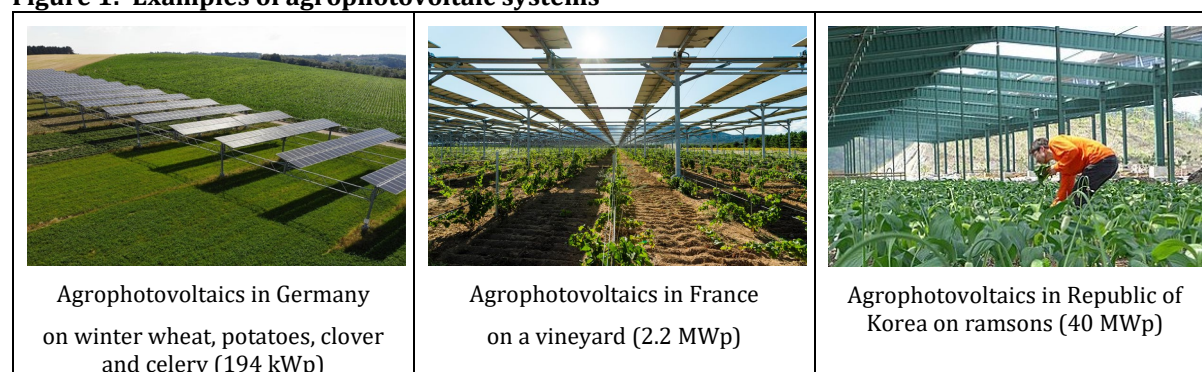 Figure 1: Examples of agrophotovoltaic systems
Agrophotovoltaics in Germany
on winter wheat, potatoes, clover
and celery (194 kWp)
Agrophotovoltaics in France
on a vineyard (2.2 MWp)
Agrophotovoltaics in Republic of
Korea on ramsons (40 MWp)